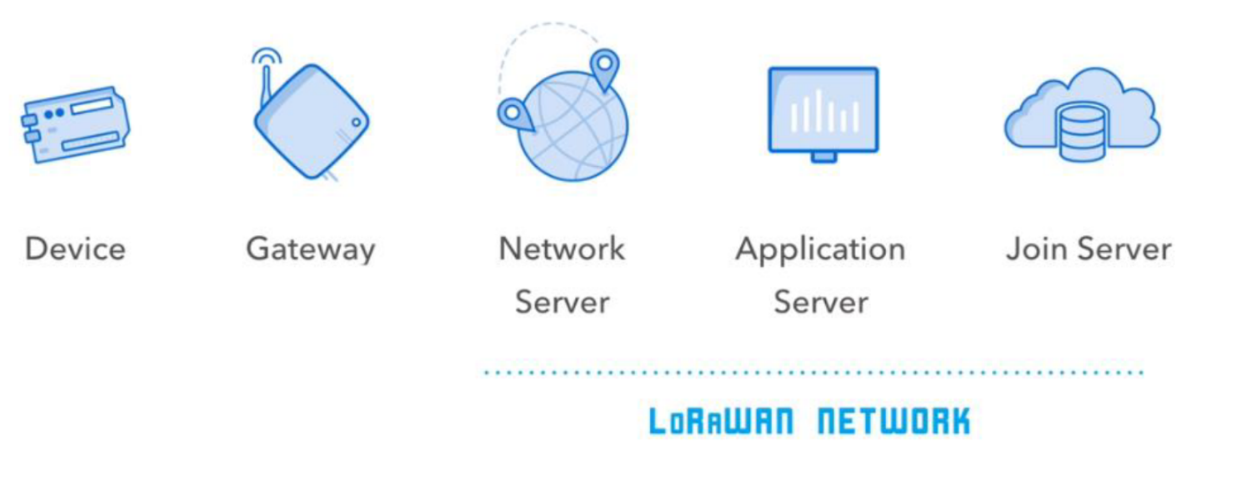 Device
Gateway
Network
Server
Application
Server
Join Server
LoRaWAN NETWORK